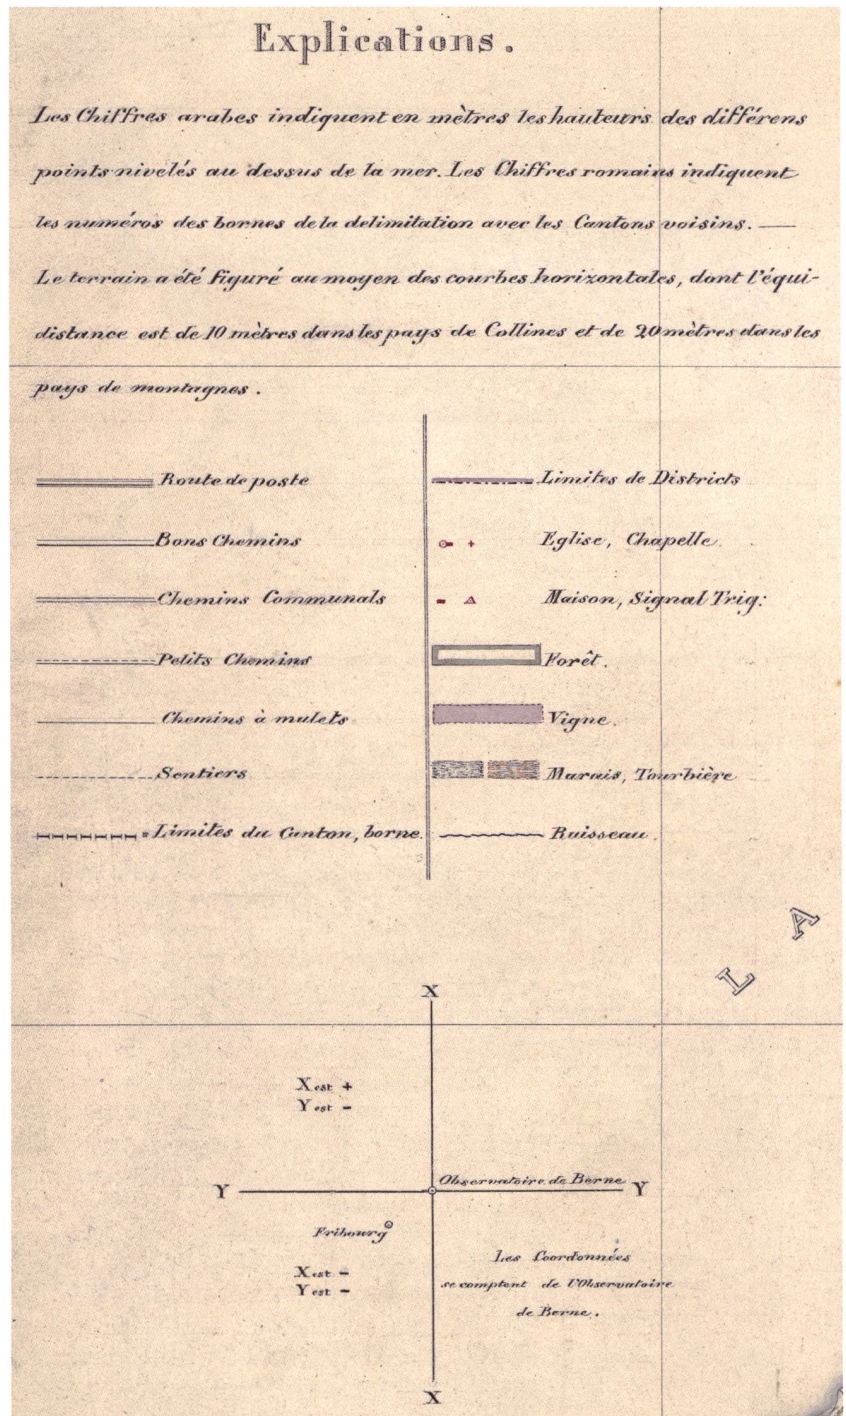 Explications.
Les Chiffres arabes indiquent en mètres les hauteurs des différens
points nivelés au dessus de la mer. Les Chiffres romains indiquent
les numéros des bornes de la delimitation avec les Cantons voisins. —
Le terrain a été figuré au moyen des courbes horizontales, dont l'équi-
distance est de 10 mètres dans les pays de Collines et de 20 mètres dans les
pays de montagnes.
Route de poste
Bons Chemins
Chemins Communals
Petits Chemins
Chemins à mulets
Sentiers
Limites du Canton, borne.
Limites de Districts
Eglise, Chapelle.
Maison, Signal Trig:
Forêt.
Vigne.
Marais, Tourbière
Ruisseau.
L A
X
X est +
Y est -
Y
Observatoire de Berne
Y
Fribourg
X est -
Y est -
Les Coordonnées
se comptent de l'Observatoire
de Berne.
X